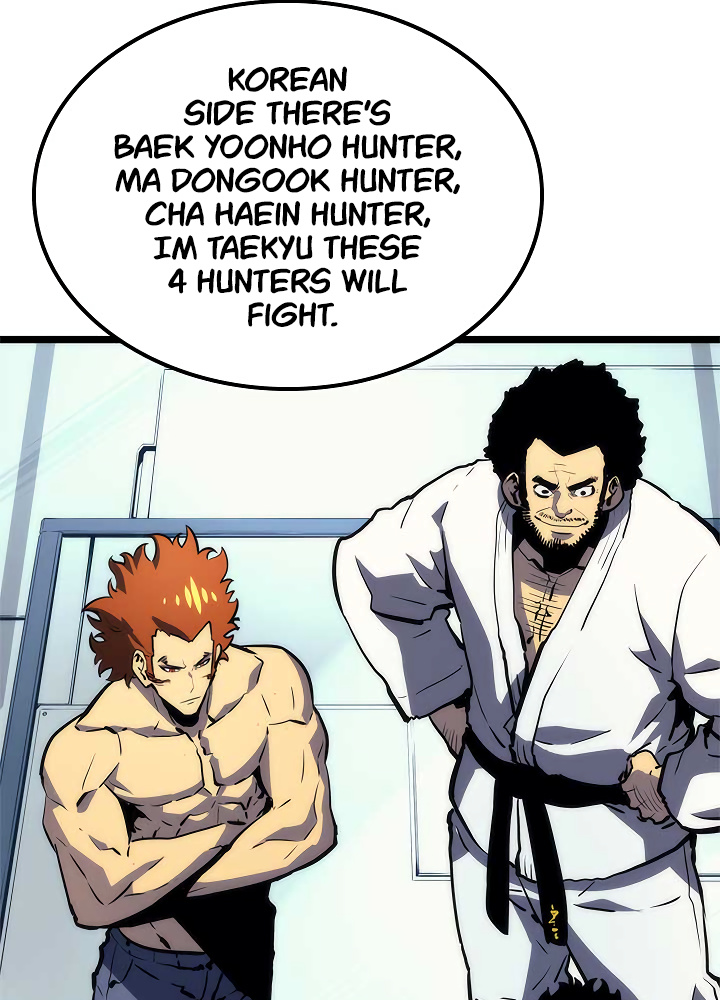 KOREAN
SIDE THERE'S
BAEK YOONHO HUNTER,
MA DONGOOK HUNTER,
CHA HAEIN HUNTER,
IM TAEKYU THESE
4 HUNTERS WILL
FIGHT.